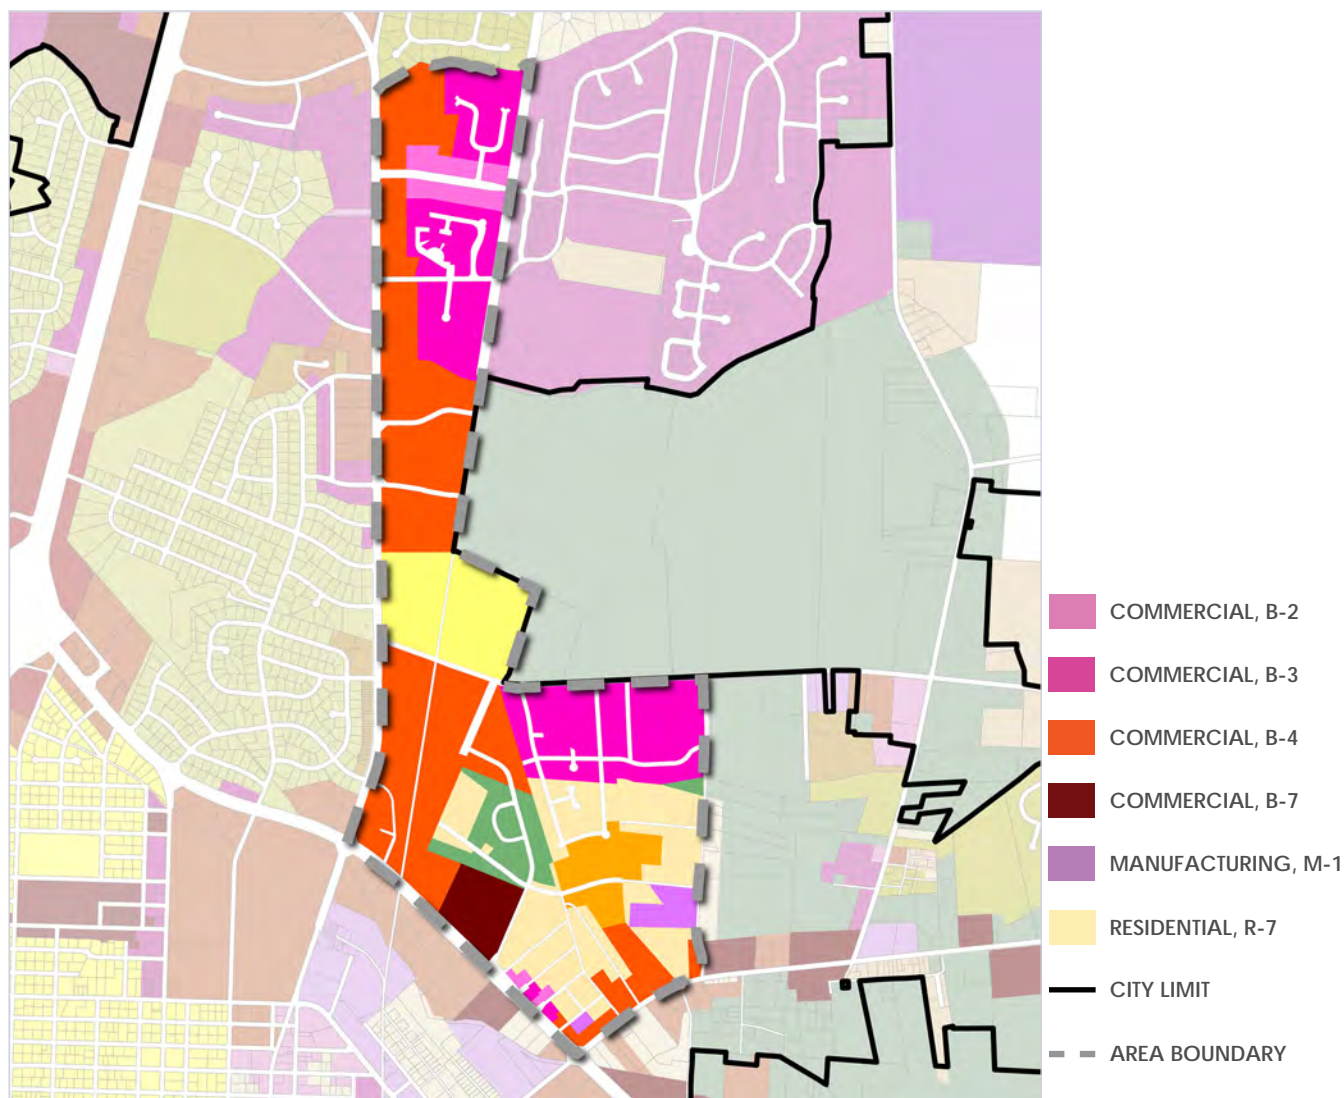 COMMERCIAL, B-2
COMMERCIAL, B-3
COMMERCIAL, B-4
COMMERCIAL, B-7
MANUFACTURING, M-1
RESIDENTIAL, R-7
CITY LIMIT
AREA BOUNDARY